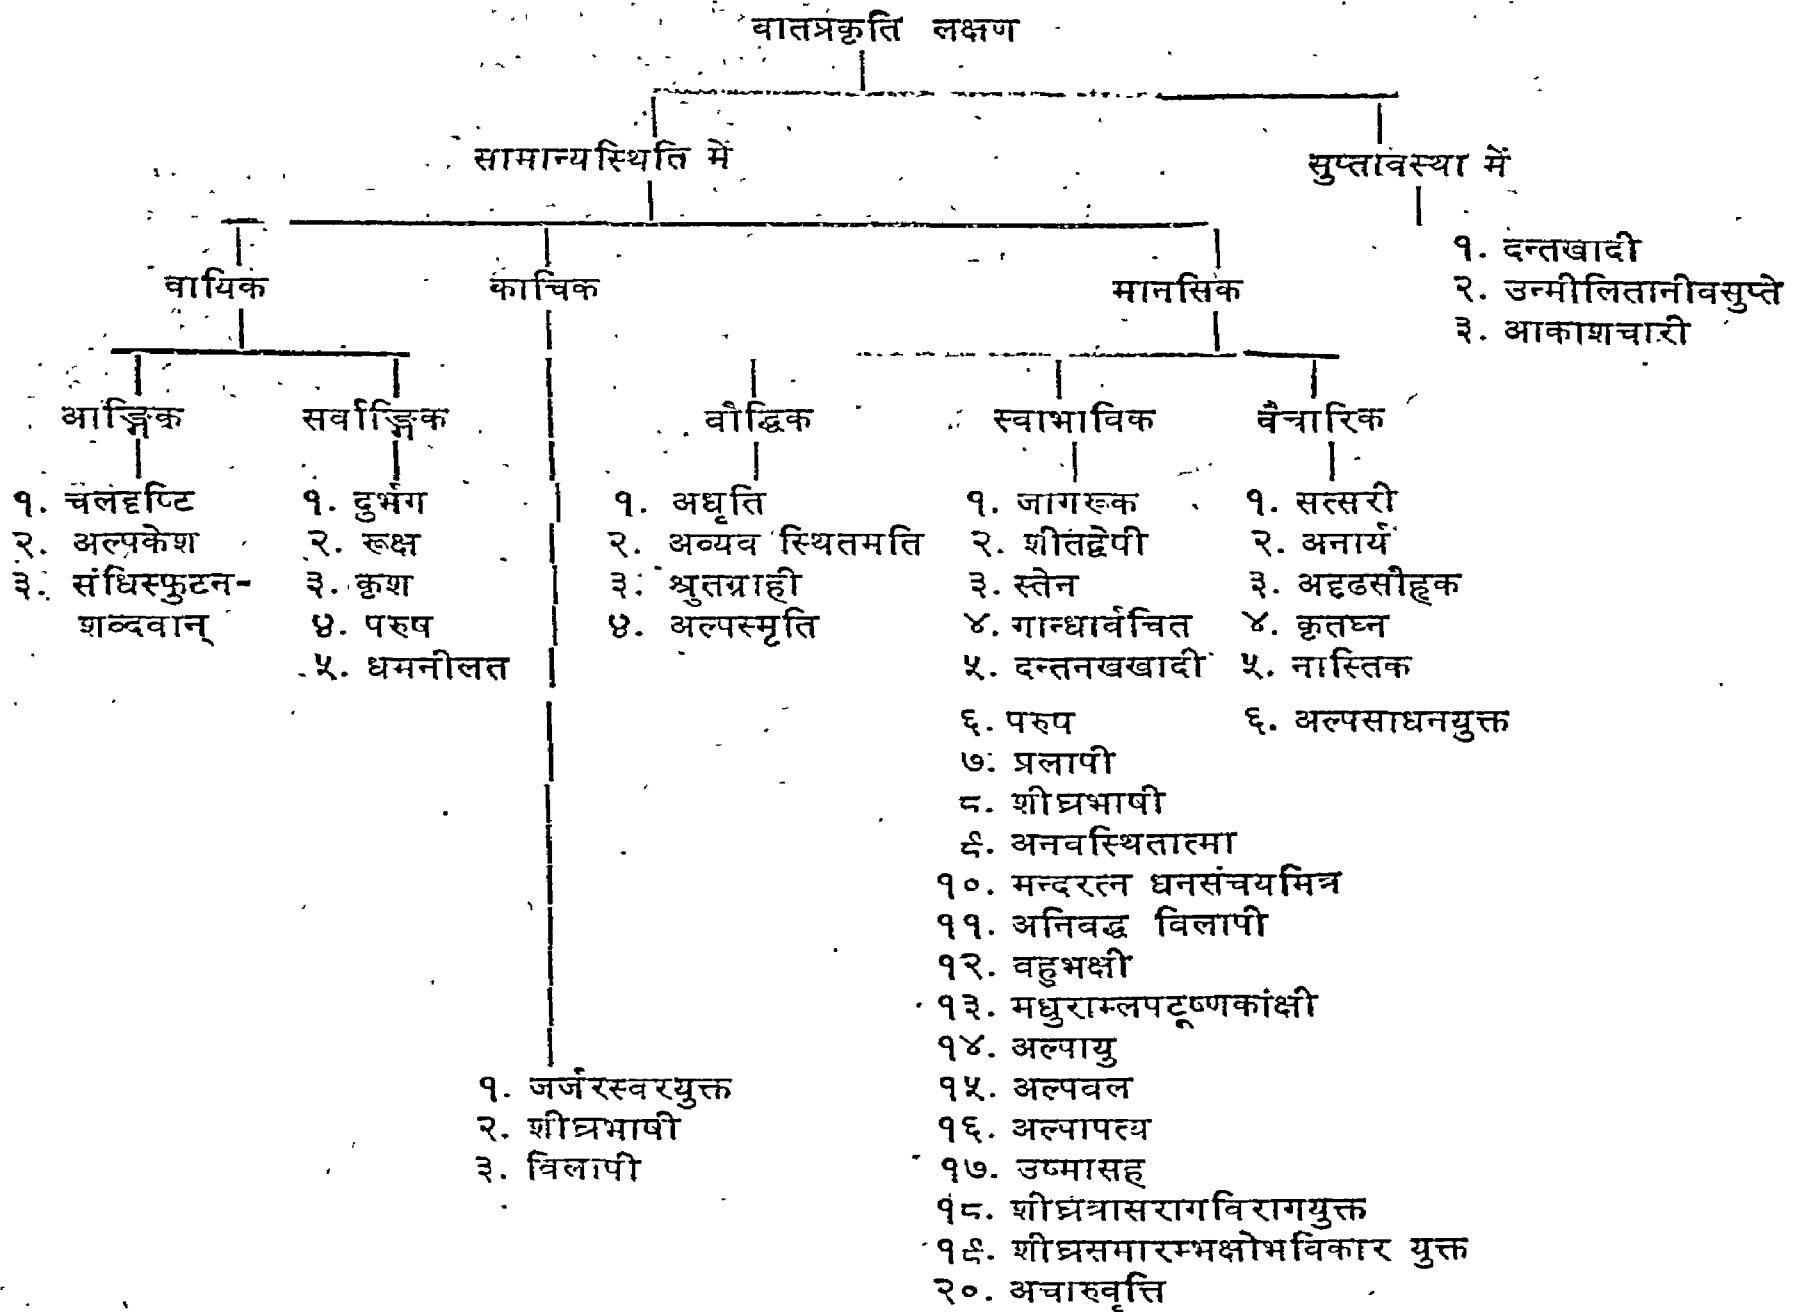 वातप्रकृति लक्षण
सामान्यस्थिति में
सुप्तावस्था में
१. दन्तखादी
२. उन्मीलितानीवसुप्ते
३. आकाशचारी
वायिक
काचिक
मानसिक
आङ्गिक
सर्वाङ्गिक
वौद्धिक
स्वाभाविक
वैचारिक
१. चलदृष्टि
२. अल्पकेश
३. संधिस्फुटन-
शव्दवान्
१. दुर्भग
२. रूक्ष
३. कृश
४. परुष
५. धमनीलत
१. जर्जरस्वरयुक्त
२. शीघ्रभाषी
३. विलापी
१. अधृति
२. अव्यव स्थितमति
३. श्रुतग्राही
४. अल्पस्मृति
१. जागरूक
२. शीतद्वेपी
३. स्तेन
४. गान्धार्वचित
५. दन्तनखखादी
६. परुप
७. प्रलापी
८. शीघ्रभाषी
९. अनवस्थितात्मा
१०. मन्दरत्न धनसंचयमित्र
११. अनिवद्ध विलापी
१२. वहुभक्षी
१३. मधुराम्लपटूष्णकांक्षी
१४. अल्पायु
१५. अल्पवल
१६. अल्पापत्य
१७. उष्मासह
१८. शीघ्रत्रासरागविरागयुक्त
१९. शीघ्रसमारम्भक्षोभविकार युक्त
२०. अचारुवृत्ति
१. सत्सरी
२. अनार्य
३. अदृढसौहृक
४. कृतघ्न
५. नास्तिक
६. अल्पसाधनयुक्त